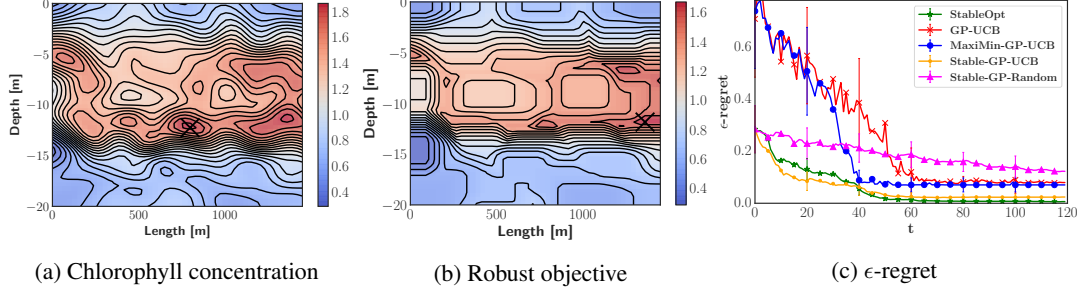 0
−5
−10
−15
−20
Depth [m]
0
500
1000
Length [m]
1.8
1.6
1.4
1.2
1.0
0.8
0.6
0.4
(a) Chlorophyll concentration
0
−5
−10
−15
−20
Depth [m]
0
500
1000
Length [m]
1.6
1.4
1.2
1.0
0.8
0.6
0.4
(b) Robust objective
StableOpt
GP-UCB
MaxiMin-GP-UCB
Stable-GP-UCB
Stable-GP-Random
0.6
0.4
0.2
0.0
ϵ-regret
0 20 40 60 80 100 120
t
(c) ϵ-regret